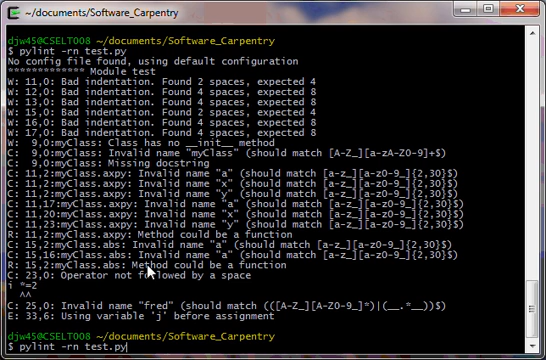 ~/documents/Software_Carpentry
djw45@CSELT008 ~/documents/Software_Carpentry
$ pylint -rn test.py
No config file found, using default configuration
************* Module test
W: 11,0: Bad indentation. Found 2 spaces, expected 4
W: 12,0: Bad indentation. Found 4 spaces, expected 8
W: 13,0: Bad indentation. Found 4 spaces, expected 8
W: 15,0: Bad indentation. Found 2 spaces, expected 4
W: 16,0: Bad indentation. Found 4 spaces, expected 8
W: 17,0: Bad indentation. Found 4 spaces, expected 8
W:  9,0:myClass: Class has no __init__ method
C:  9,0:myClass: Invalid name "myClass" (should match [A-Z_][a-zA-Z0-9]+$)
C:  9,0:myClass: Missing docstring
C: 11,2:myClass.axpy: Invalid name "a" (should match [a-z_][a-z0-9_]{2,30}$)
C: 11,2:myClass.axpy: Invalid name "x" (should match [a-z_][a-z0-9_]{2,30}$)
C: 11,2:myClass.axpy: Invalid name "y" (should match [a-z_][a-z0-9_]{2,30}$)
C: 11,17:myClass.axpy: Invalid name "a" (should match [a-z_][a-z0-9_]{2,30}$)
C: 11,20:myClass.axpy: Invalid name "x" (should match [a-z_][a-z0-9_]{2,30}$)
C: 11,23:myClass.axpy: Invalid name "y" (should match [a-z_][a-z0-9_]{2,30}$)
R: 11,2:myClass.axpy: Method could be a function
C: 15,2:myClass.abs: Invalid name "a" (should match [a-z_][a-z0-9_]{2,30}$)
C: 15,16:myClass.abs: Invalid name "a" (should match [a-z_][a-z0-9_]{2,30}$)
R: 15,2:myClass.abs: Method could be a function
C: 23,0: Operator not followed by a space
i *=2
  ^^
C: 25,0: Invalid name "fred" (should match (([A-Z_][A-Z0-9_]*)|(__.*__))$)
E: 33,6: Using variable 'j' before assignment
djw45@CSELT008 ~/documents/Software_Carpentry
$ pylint -rn test.py